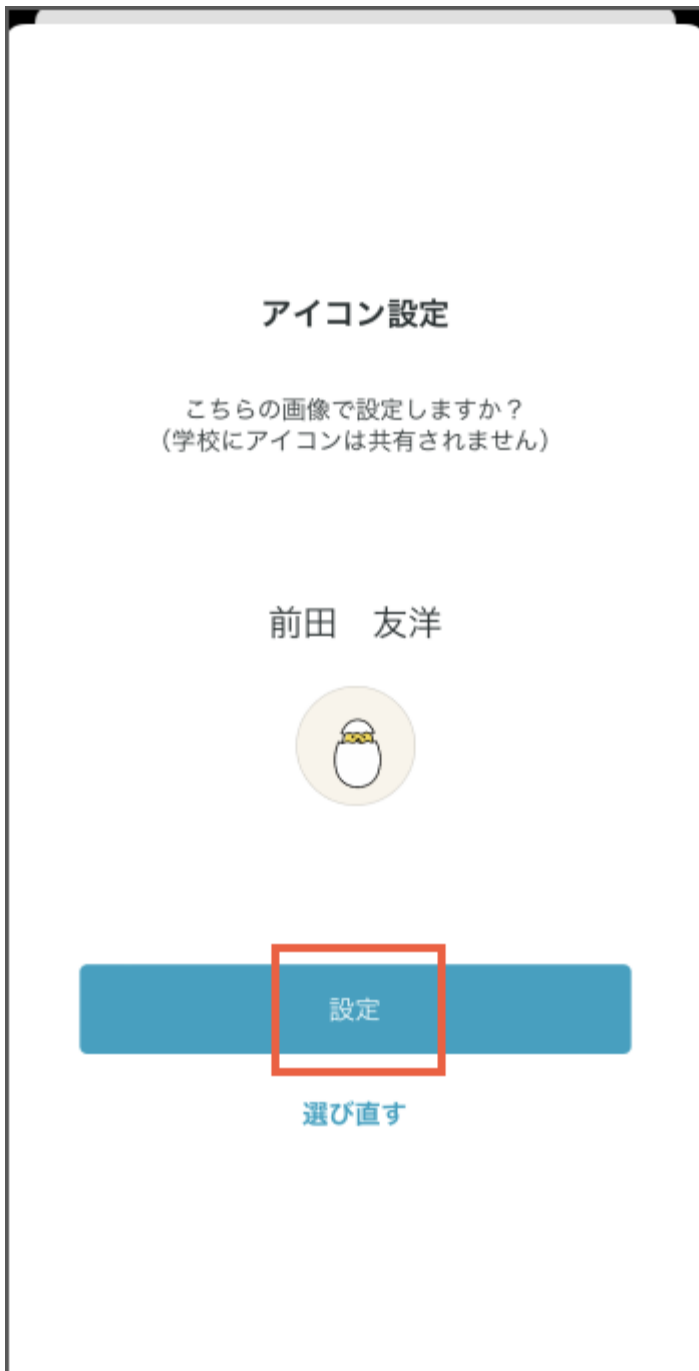 アイコン設定
こちらの画像で設定しますか？
（学校にアイコンは共有されません）
前田　友洋
設定
選び直す